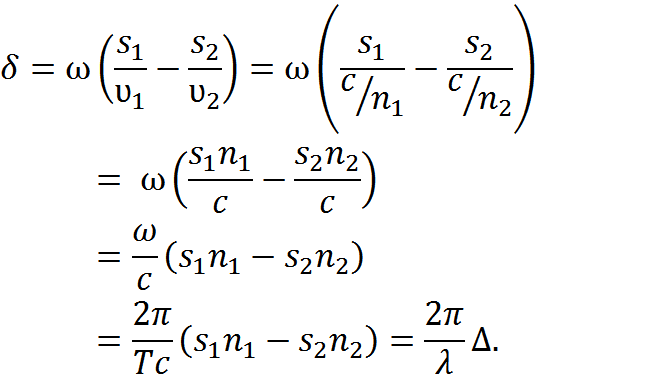 δ = ω (s₁/υ₁ − s₂/υ₂) = ω (s₁/(c/n₁) − s₂/(c/n₂))
= ω (s₁n₁/c − s₂n₂/c)
= ω/c (s₁n₁ − s₂n₂)
= 2π/Tc (s₁n₁ − s₂n₂) = 2π/λ Δ.